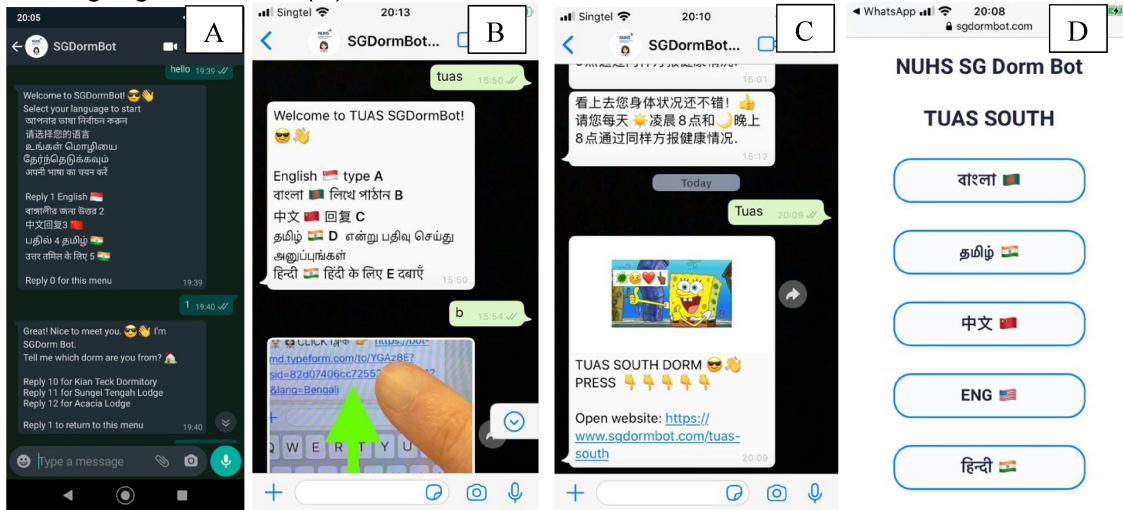 20:05
SGDormBot
A
hello 19:39
Welcome to SGDormBot! 😎👋
Select your language to start
আপনার ভাষা নির্বাচন করুন
请选择您的语言
உங்கள் மொழியை
தேர்ந்தெடுக்கவும்
अपनी भाषा का चयन करें
Reply 1 English 🇸🇬
বাঙ্গালীর জন্য উত্তর 2
中文回复3 🇨🇳
பதில் 4 தமிழ் 🇮🇳
उत्तर तमिल के लिए 5 🇮🇳
Reply 0 for this menu 19:39
1 19:40
Great! Nice to meet you. 😎👋 I'm
SGDorm Bot.
Tell me which dorm are you from? 🏠
Reply 10 for Kian Teck Dormitory
Reply 11 for Sungei Tengah Lodge
Reply 12 for Acacia Lodge
Reply 1 to return to this menu 19:40
Type a message
Singtel 20:13
SGDormBot...
B
tuas 15:50
Welcome to TUAS SGDormBot!
😎👋
English 🇸🇬 type A
বাংলা 🇧🇩 লিখে পাঠান B
中文 🇨🇳 回复 C
தமிழ் 🇮🇳 D என்று பதிவு செய்து
அனுப்புங்கள்
हिन्दी 🇮🇳 हिंदी के लिए E दबाएँ 15:50
b 15:54
CLICK ক্লিক 👉 https://bot-
md.typeform.com/to/YGAz8E?
&lang=Bengali
Q W E R T Y U
Singtel 20:10
SGDormBot...
C
15:01
看上去您身体状况还不错！👍
请您每天 ☀️凌晨8点和🌙晚上
8点通过同样方报健康情况.
15:12
Today
Tuas 20:09
TUAS SOUTH DORM 😎👋
PRESS 👇👇👇👇👇
Open website: https://
www.sgdormbot.com/tuas-
south 20:09
WhatsApp 20:08
sgdormbot.com
D
NUHS SG Dorm Bot
TUAS SOUTH
বাংলা 🇧🇩
தமிழ் 🇮🇳
中文 🇨🇳
ENG 🇺🇸
हिन्दी 🇮🇳